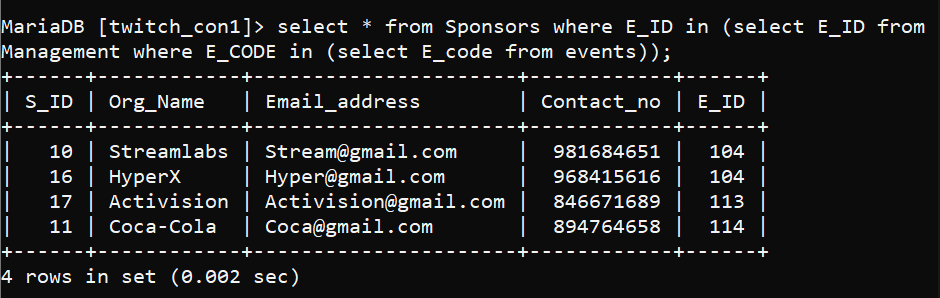 MariaDB [twitch_con1]> select * from Sponsors where E_ID in (select E_ID from
Management where E_CODE in (select E_code from events));
+------+------------+----------------------+------------+------+
| S_ID | Org_Name   | Email_address        | Contact_no | E_ID |
+------+------------+----------------------+------------+------+
|   10 | Streamlabs | Stream@gmail.com     |  981684651 |  104 |
|   16 | HyperX     | Hyper@gmail.com      |  968415616 |  104 |
|   17 | Activision | Activision@gmail.com |  846671689 |  113 |
|   11 | Coca-Cola  | Coca@gmail.com       |  894764658 |  114 |
+------+------------+----------------------+------------+------+
4 rows in set (0.002 sec)